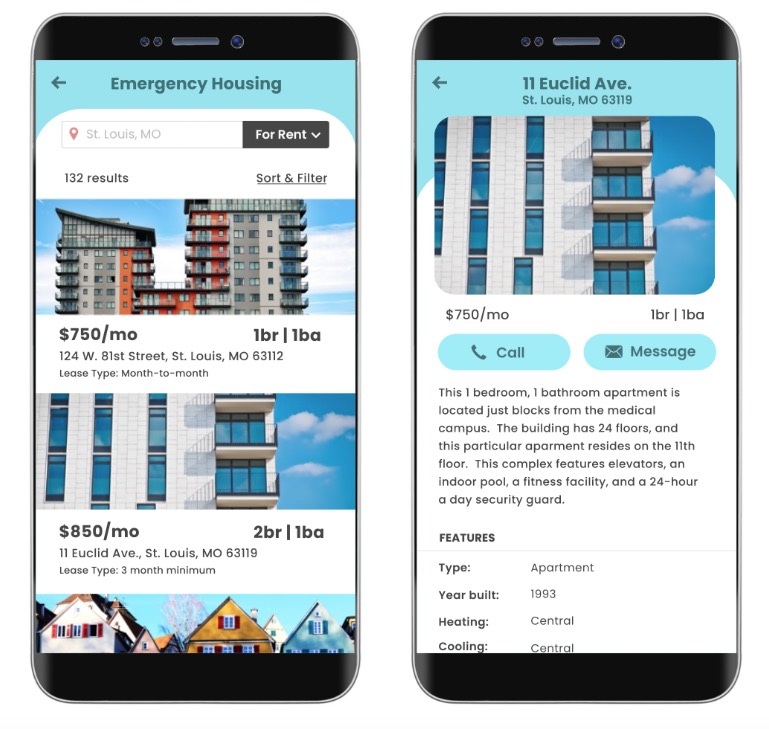 Emergency Housing
St. Louis, MO
For Rent
132 results
Sort & Filter
$750/mo
1br | 1ba
124 W. 81st Street, St. Louis, MO 63112
Lease Type: Month-to-month
$850/mo
2br | 1ba
11 Euclid Ave., St. Louis, MO 63119
Lease Type: 3 month minimum
11 Euclid Ave.
St. Louis, MO 63119
$750/mo
1br | 1ba
Call
Message
This 1 bedroom, 1 bathroom apartment is
located just blocks from the medical
campus. The building has 24 floors, and
this particular aparment resides on the 11th
floor. This complex features elevators, an
indoor pool, a fitness facility, and a 24-hour
a day security guard.
FEATURES
Type: Apartment
Year built: 1993
Heating: Central
Cooling: Central